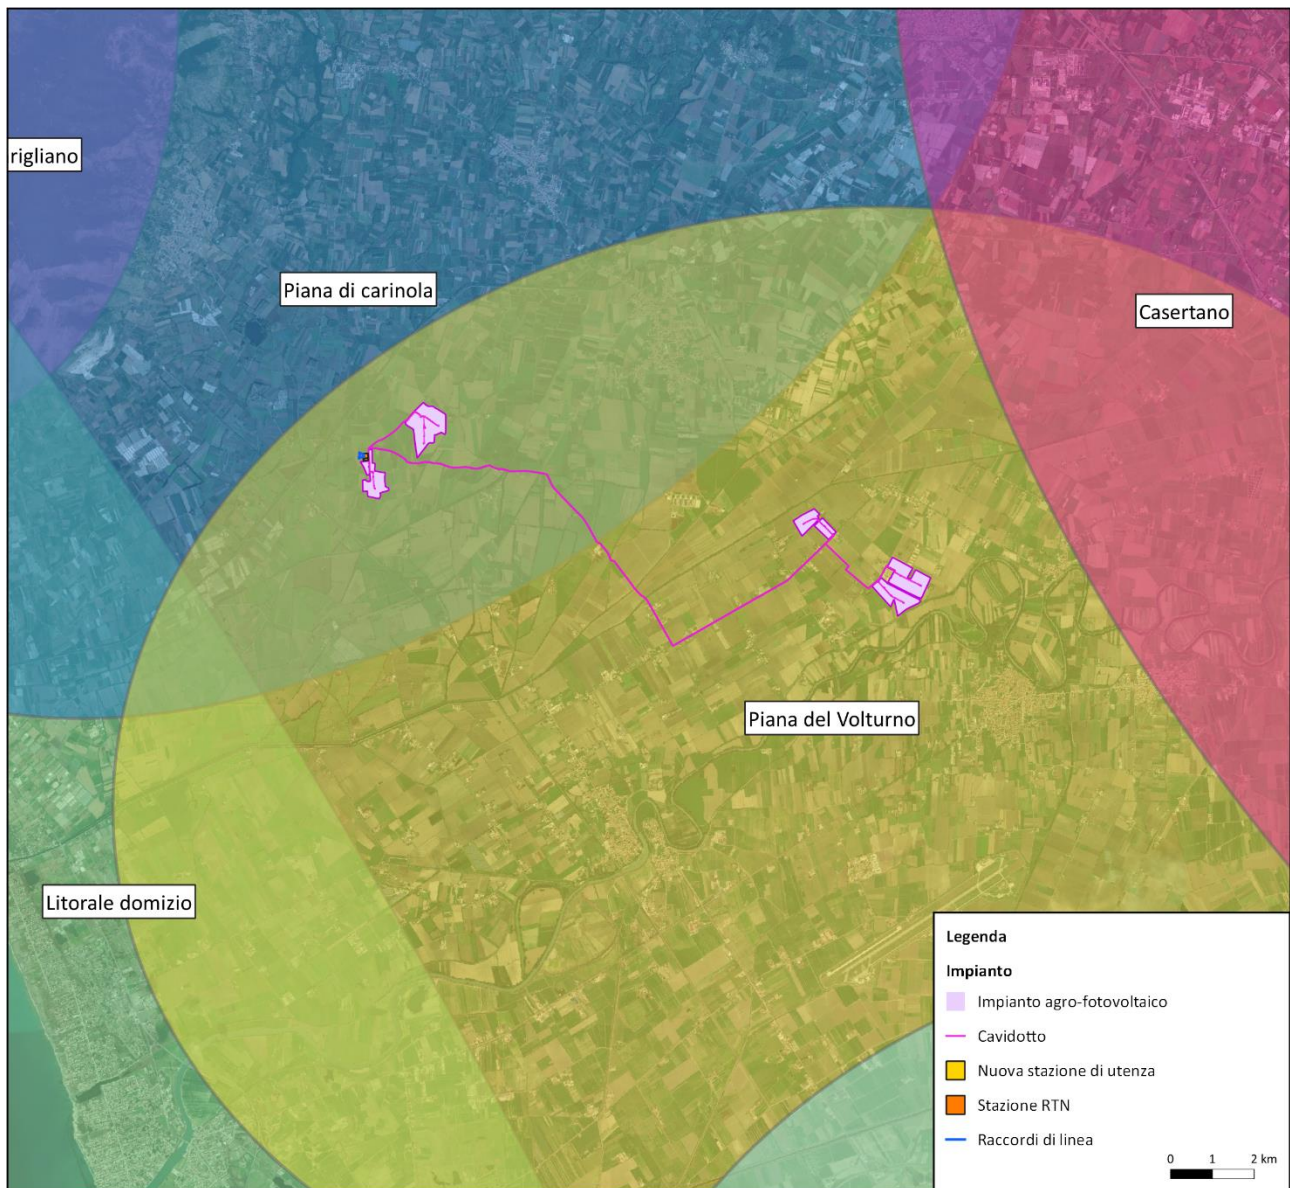 rigliano
Piana di carinola
Casertano
Piana del Volturno
Litorale domizio
Legenda
Impianto
Impianto agro-fotovoltaico
Cavidotto
Nuova stazione di utenza
Stazione RTN
Raccordi di linea
0 1 2 km